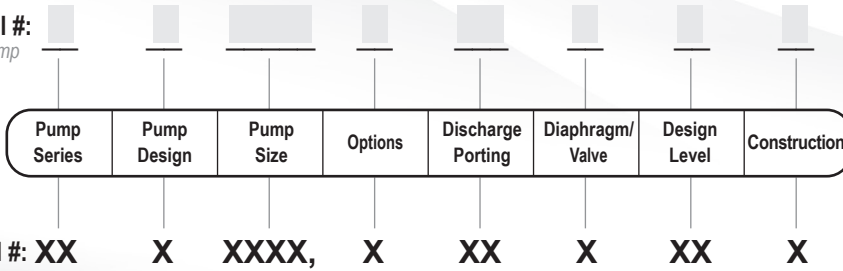 l #:
mp
Pump Series
Pump Design
Pump Size
Options
Discharge Porting
Diaphragm/ Valve
Design Level
Construction
l #: XX X XXXX, X XX X XX X